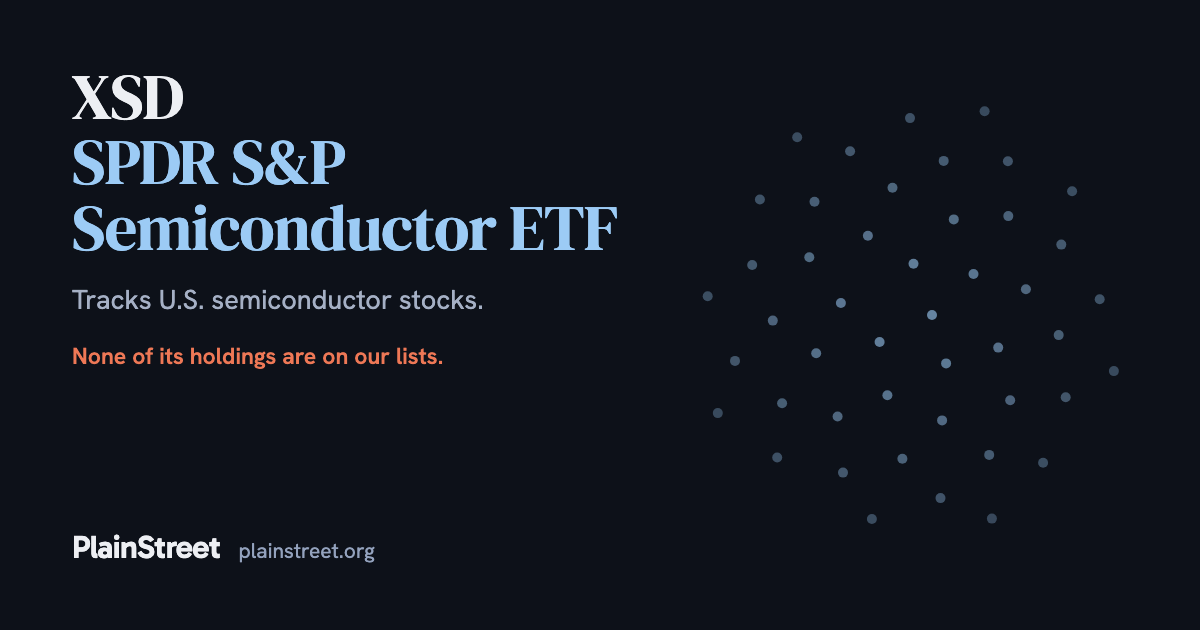 XSD
SPDR S&P
Semiconductor ETF
Tracks U.S. semiconductor stocks.
None of its holdings are on our lists.
PlainStreet plainstreet.org